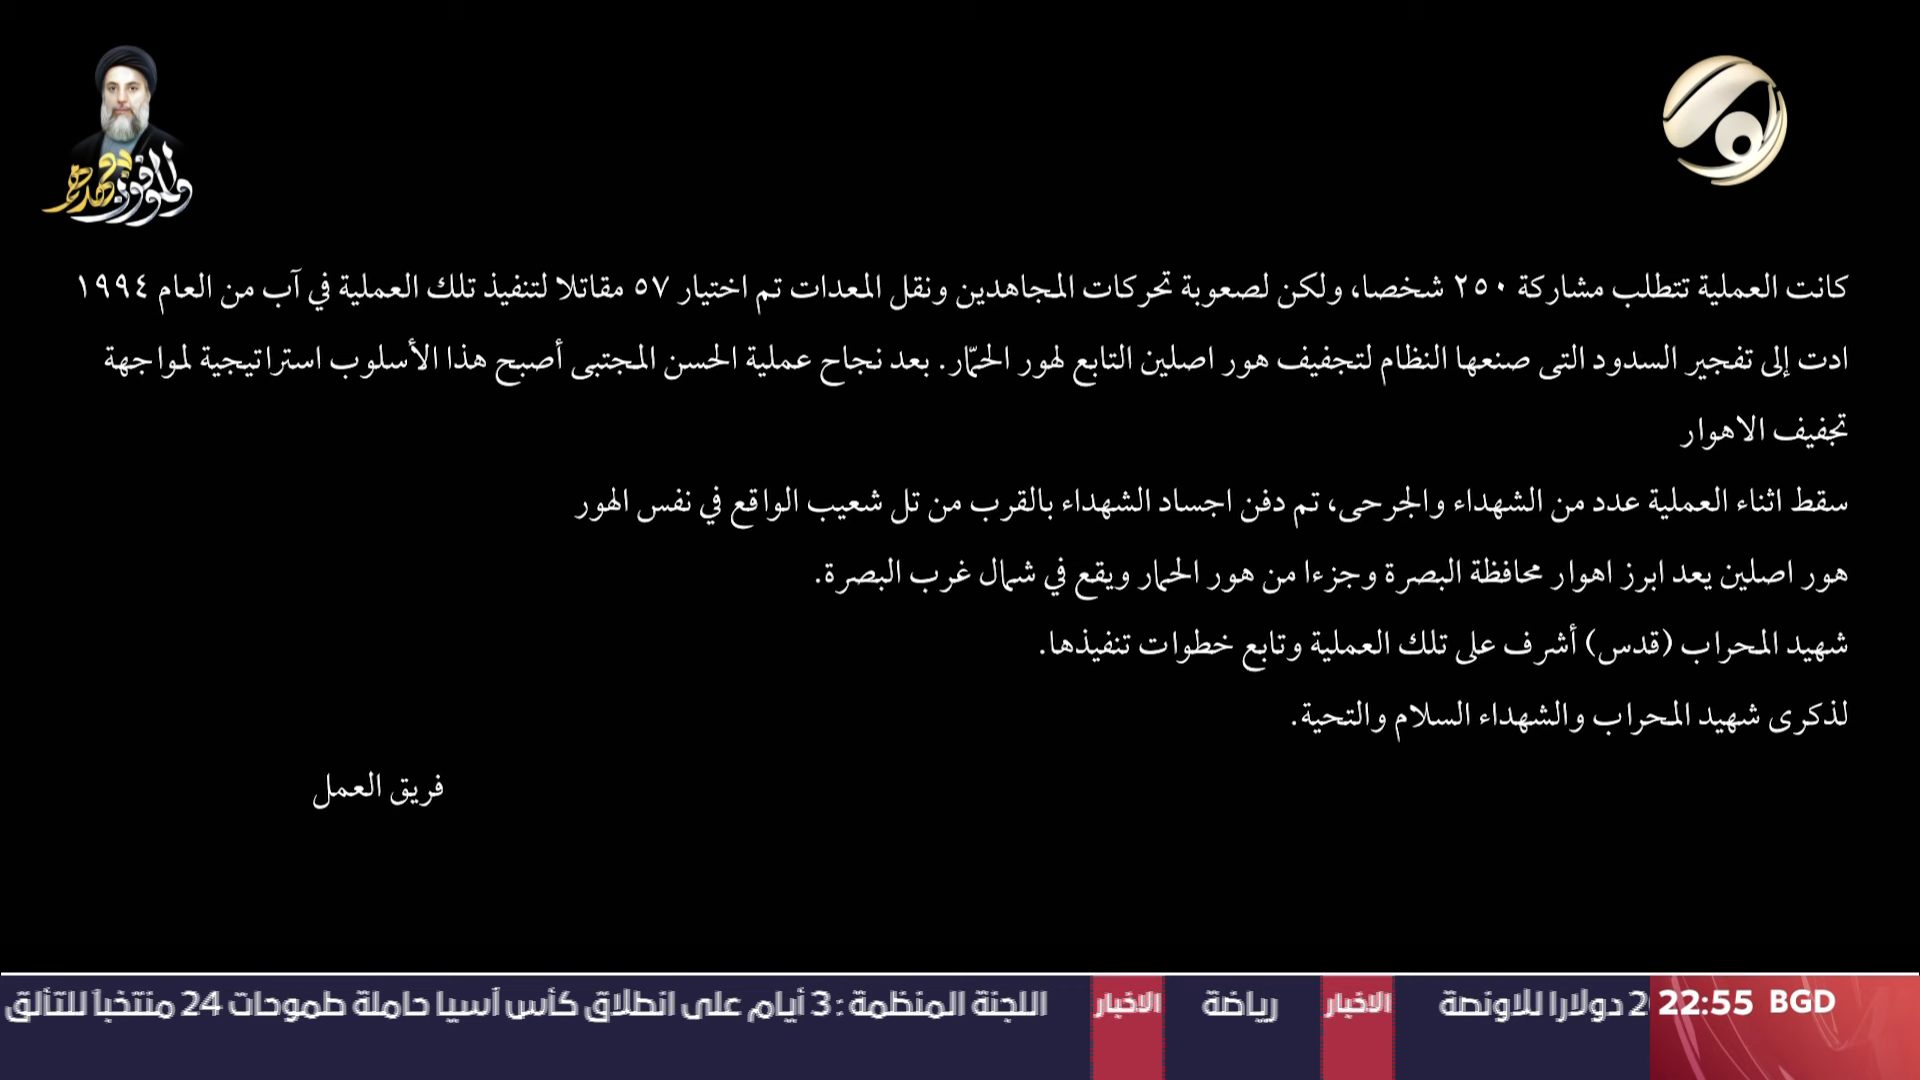 كانت العملية تتطلب مشاركة ٢٥٠ شخصا، ولكن لصعوبة تحركات المجاهدين ونقل المعدات تم اختيار ٥٧ مقاتلا لتنفيذ تلك العملية في آب من العام ١٩٩٤
ادت إلى تفجير السدود التى صنعها النظام لتجفيف هور اصلين التابع لهور الحمّار. بعد نجاح عملية الحسن المجتبى أصبح هذا الأسلوب استراتيجية لمواجهة
تجفيف الاهوار
سقط اثناء العملية عدد من الشهداء والجرحى، تم دفن اجساد الشهداء بالقرب من تل شعيب الواقع في نفس الهور
هور اصلين يعد ابرز اهوار محافظة البصرة وجزءا من هور الحمار ويقع في شمال غرب البصرة.
شهيد المحراب (قدس) أشرف على تلك العملية وتابع خطوات تنفيذها.
لذكرى شهيد المحراب والشهداء السلام والتحية.
فريق العمل
22:55 BGD
دولارا للاونصة الاخبار رياضة الاخبار اللجنة المنظمة : 3 أيام على انطلاق كأس آسيا حاملة طموحات 24 منتخباً للتألق